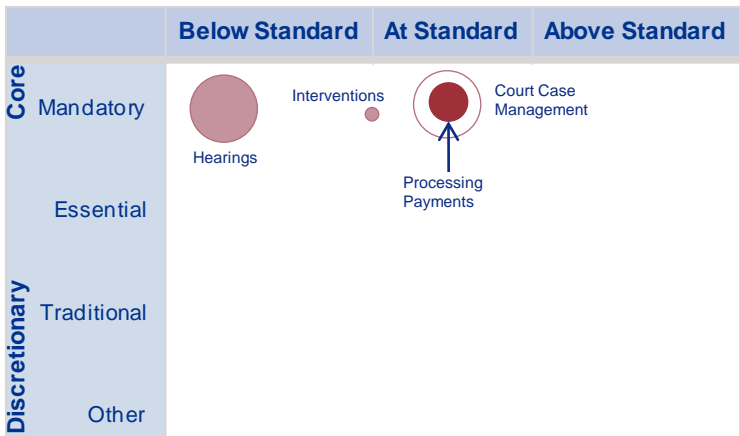 Below Standard At Standard Above Standard
Core
Mandatory
Interventions
Court Case
Management
Hearings
Processing
Payments
Essential
Discretionary
Traditional
Other